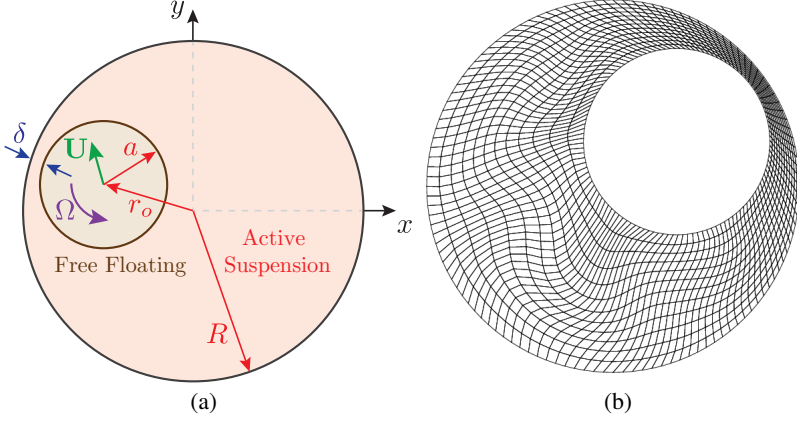 y
δ
U
a
Ω
r_o
x
Free Floating
Active
Suspension
R
(a)
(b)